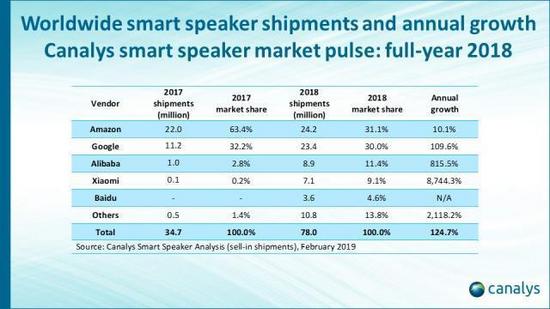 Worldwide smart speaker shipments and annual growth
Canalys smart speaker market pulse: full-year 2018
Vendor 2017 shipments (million) 2017 market share 2018 shipments (million) 2018 market share Annual growth
Amazon 22.0 63.4% 24.2 31.1% 10.1%
Google 11.2 32.2% 23.4 30.0% 109.6%
Alibaba 1.0 2.8% 8.9 11.4% 815.5%
Xiaomi 0.1 0.2% 7.1 9.1% 8,744.3%
Baidu - - 3.6 4.6% N/A
Others 0.5 1.4% 10.8 13.8% 2,118.2%
Total 34.7 100.0% 78.0 100.0% 124.7%
Source: Canalys Smart Speaker Analysis (sell-in shipments), February 2019
canalys